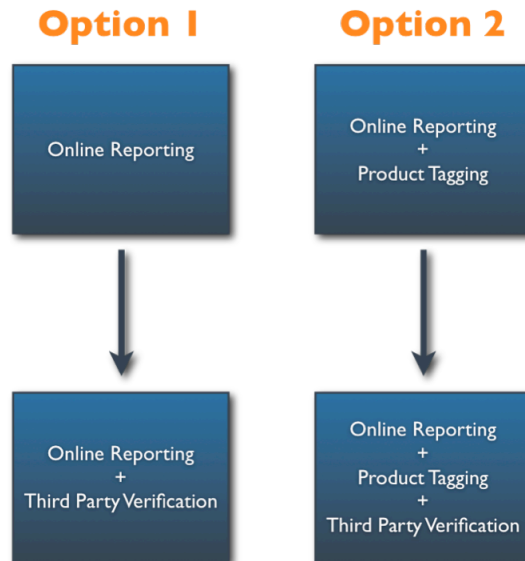 Option 1
Online Reporting
Online Reporting
+
Third Party Verification
Option 2
Online Reporting
+
Product Tagging
Online Reporting
+
Product Tagging
+
Third Party Verification